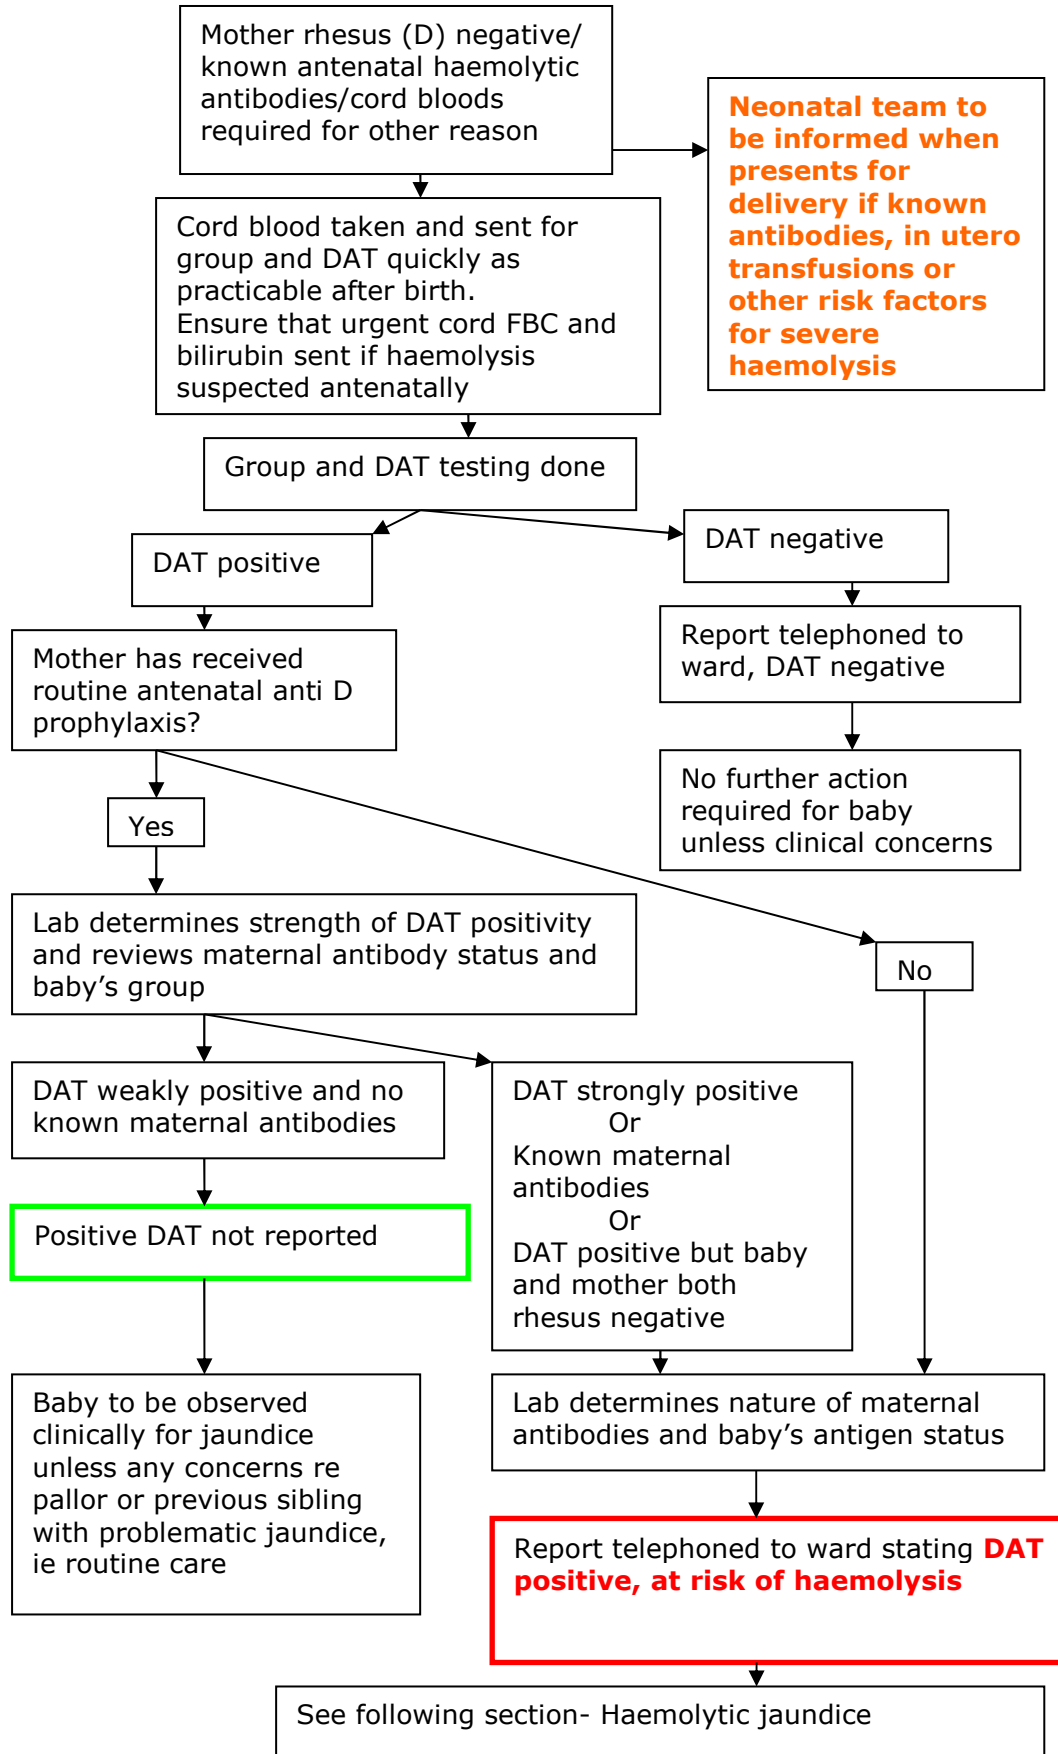 Mother rhesus (D) negative/
known antenatal haemolytic
antibodies/cord bloods
required for other reason
Neonatal team to
be informed when
presents for
delivery if known
antibodies, in utero
transfusions or
other risk factors
for severe
haemolysis
Cord blood taken and sent for
group and DAT quickly as
practicable after birth.
Ensure that urgent cord FBC and
bilirubin sent if haemolysis
suspected antenatally
Group and DAT testing done
DAT positive
DAT negative
Mother has received
routine antenatal anti D
prophylaxis?
Report telephoned to
ward, DAT negative
No further action
required for baby
unless clinical concerns
Yes
Lab determines strength of DAT positivity
and reviews maternal antibody status and
baby’s group
No
DAT weakly positive and no
known maternal antibodies
DAT strongly positive
Or
Known maternal
antibodies
Or
DAT positive but baby
and mother both
rhesus negative
Positive DAT not reported
Baby to be observed
clinically for jaundice
unless any concerns re
pallor or previous sibling
with problematic jaundice,
ie routine care
Lab determines nature of maternal
antibodies and baby’s antigen status
Report telephoned to ward stating DAT
positive, at risk of haemolysis
See following section- Haemolytic jaundice